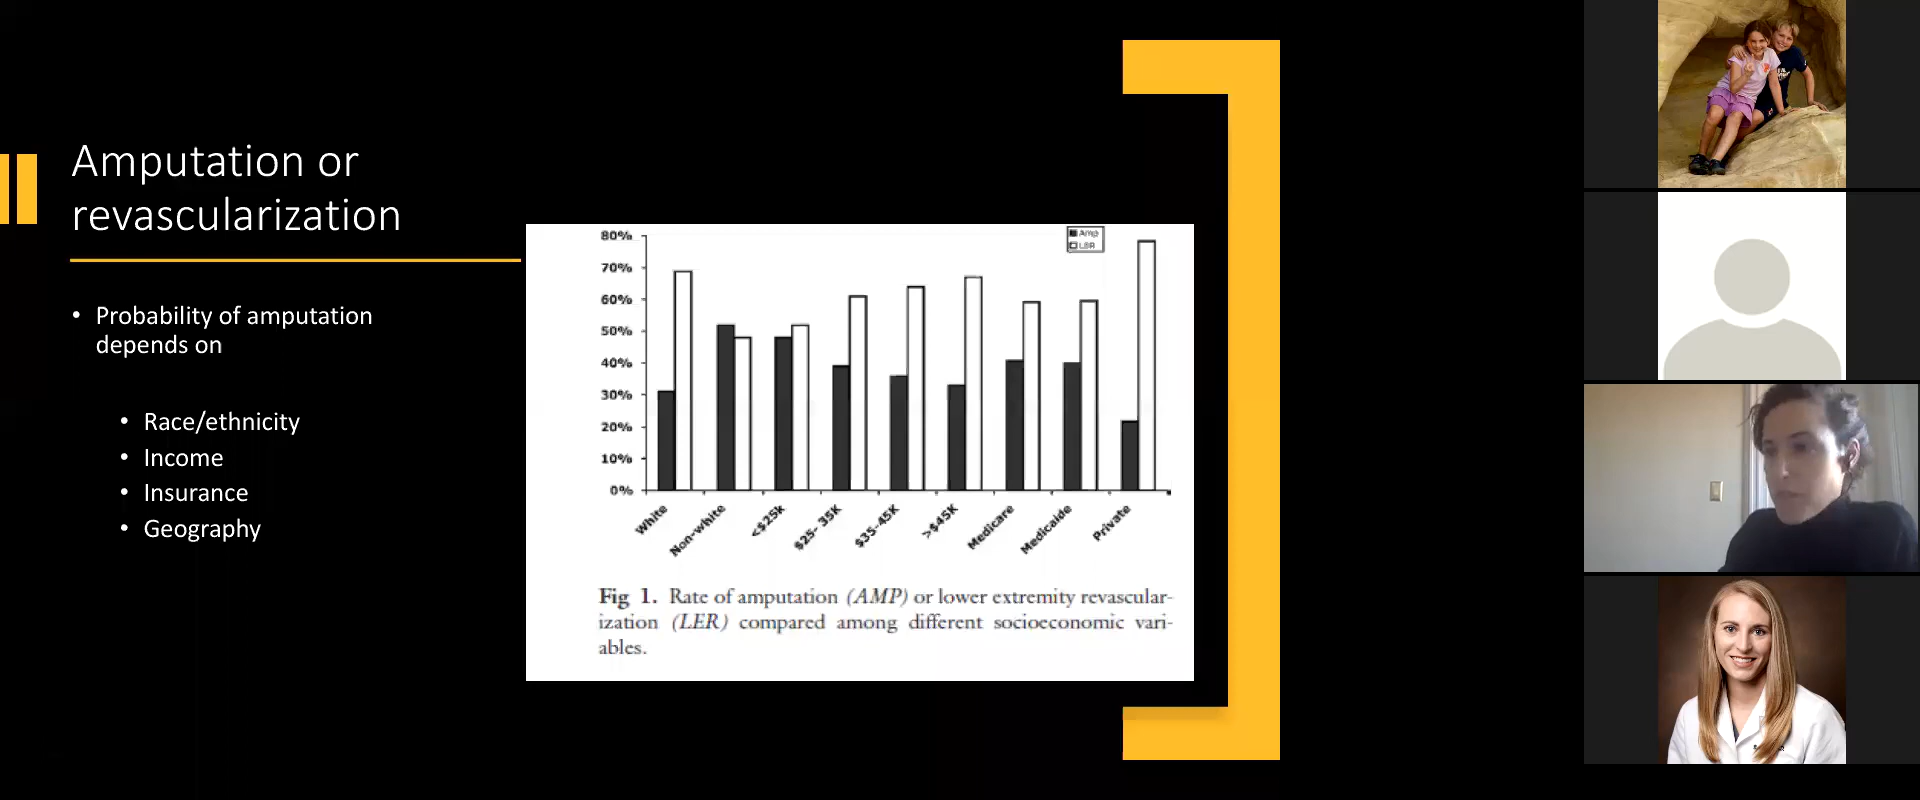 Amputation or
revascularization
• Probability of amputation
depends on
• Race/ethnicity
• Income
• Insurance
• Geography
80%
70%
60%
50%
40%
30%
20%
10%
0%
Amp
LER
White
Non-white
<$25k
$25- 35K
$35-45K
>$45K
Medicare
Medicaide
Private
Fig 1. Rate of amputation (AMP) or lower extremity revascular-
ization (LER) compared among different socioeconomic vari-
ables.